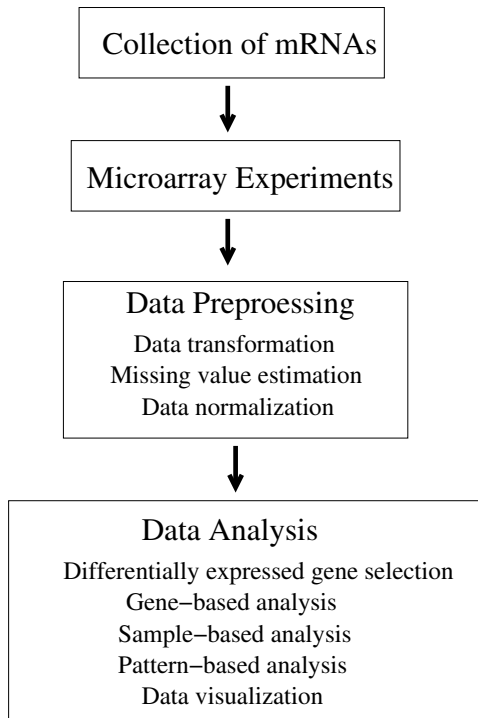 Collection of mRNAs
Microarray Experiments
Data Preproessing
Data transformation
Missing value estimation
Data normalization
Data Analysis
Differentially expressed gene selection
Gene−based analysis
Sample−based analysis
Pattern−based analysis
Data visualization